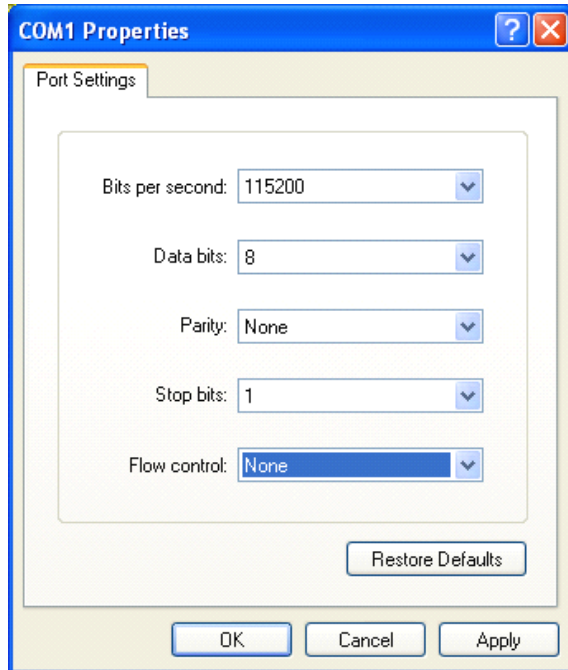 COM1 Properties
Port Settings
Bits per second: 115200
Data bits: 8
Parity: None
Stop bits: 1
Flow control: None
Restore Defaults
OK Cancel Apply